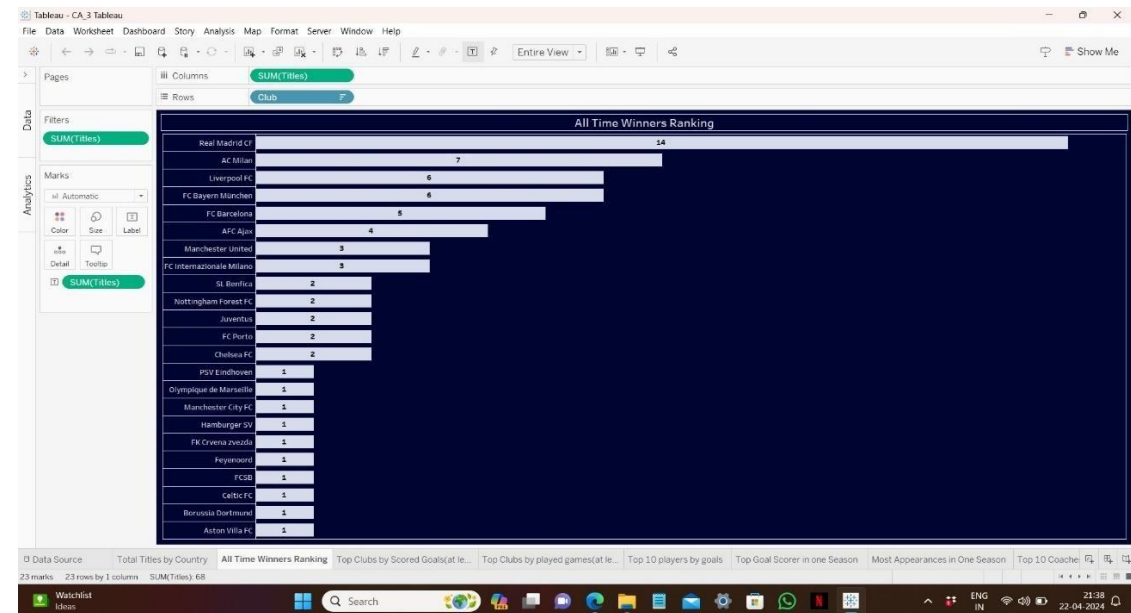 Tableau - CA_3 Tableau
File Data Worksheet Dashboard Story Analysis Map Format Server Window Help
Entire View
Show Me
Pages
Columns SUM(Titles)
Rows Club
Data
Analytics
Filters
SUM(Titles)
Marks
Automatic
Color Size Label
Detail Tooltip
SUM(Titles)
All Time Winners Ranking
Real Madrid CF 14
AC Milan 7
Liverpool FC 6
FC Bayern München 6
FC Barcelona 5
AFC Ajax 4
Manchester United 3
FC Internazionale Milano 3
SL Benfica 2
Nottingham Forest FC 2
Juventus 2
FC Porto 2
Chelsea FC 2
PSV Eindhoven 1
Olympique de Marseille 1
Manchester City FC 1
Hamburger SV 1
FK Crvena zvezda 1
Feyenoord 1
FCSB 1
Celtic FC 1
Borussia Dortmund 1
Aston Villa FC 1
Data Source Total Titles by Country All Time Winners Ranking Top Clubs by Scored Goals(at le... Top Clubs by played games(at le... Top 10 players by goals Top Goal Scorer in one Season Most Appearances in One Season Top 10 Coache
23 marks 23 rows by 1 column SUM(Titles): 68
Watchlist
Ideas
Search
ENG
IN
21:38
22-04-2024